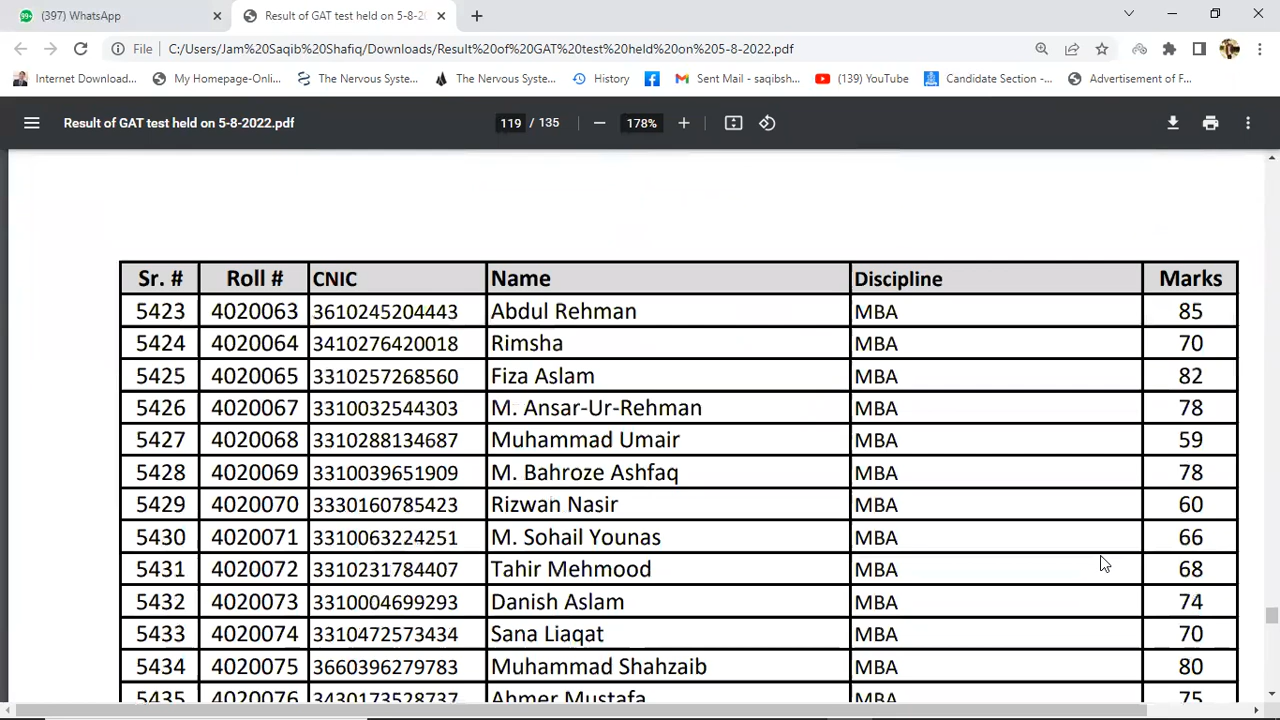 (397) WhatsApp
Result of GAT test held on 5-8-20
File C:/Users/Jam%20Saqib%20Shafiq/Downloads/Result%20of%20GAT%20test%20held%20on%205-8-2022.pdf
Internet Download... My Homepage-Onli... The Nervous Syste... The Nervous Syste... History Sent Mail - saqibsh... (139) YouTube Candidate Section -... Advertisement of F...
Result of GAT test held on 5-8-2022.pdf 119 / 135 178%
Sr. # Roll # CNIC Name Discipline Marks
5423 4020063 3610245204443 Abdul Rehman MBA 85
5424 4020064 3410276420018 Rimsha MBA 70
5425 4020065 3310257268560 Fiza Aslam MBA 82
5426 4020067 3310032544303 M. Ansar-Ur-Rehman MBA 78
5427 4020068 3310288134687 Muhammad Umair MBA 59
5428 4020069 3310039651909 M. Bahroze Ashfaq MBA 78
5429 4020070 3330160785423 Rizwan Nasir MBA 60
5430 4020071 3310063224251 M. Sohail Younas MBA 66
5431 4020072 3310231784407 Tahir Mehmood MBA 68
5432 4020073 3310004699293 Danish Aslam MBA 74
5433 4020074 3310472573434 Sana Liaqat MBA 70
5434 4020075 3660396279783 Muhammad Shahzaib MBA 80
5435 4020076 3430173528737 Ahmer Mustafa MBA 75